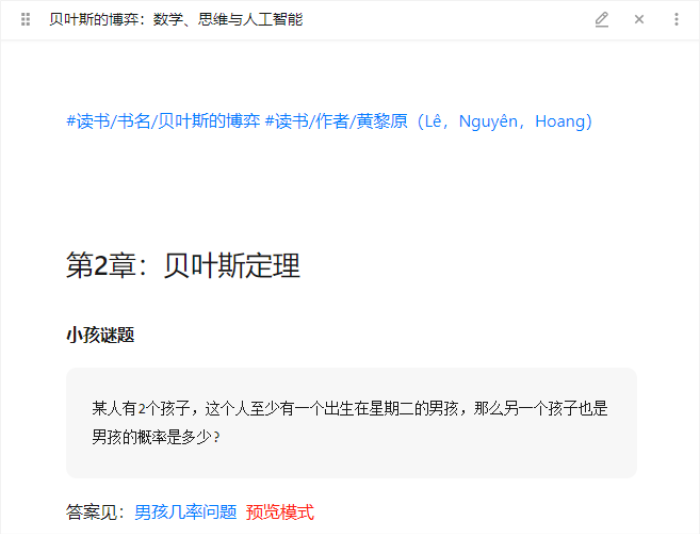 贝叶斯的博弈：数学、思维与人工智能
#读书/书名/贝叶斯的博弈 #读书/作者/黄黎原（Lê，Nguyên，Hoang）
第2章：贝叶斯定理
小孩谜题
某人有2个孩子，这个人至少有一个出生在星期二的男孩，那么另一个孩子也是
男孩的概率是多少?
答案见：男孩几率问题 预览模式